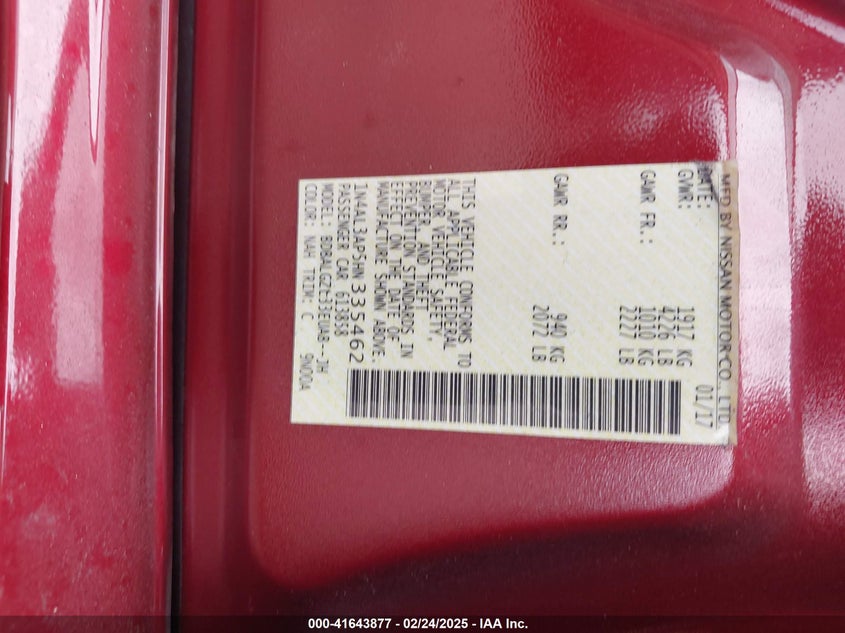 MFD BY NISSAN MOTOR CO., LTD
DATE: 01/17
GVWR: 1917 KG
4226 LB
GAWR FR.: 1010 KG
2227 LB
GAWR RR.: 940 KG
2072 LB
THIS VEHICLE CONFORMS TO
ALL APPLICABLE FEDERAL
MOTOR VEHICLE SAFETY,
BUMPER, AND THEFT
PREVENTION STANDARDS IN
EFFECT ON THE DATE OF
MANUFACTURE SHOWN ABOVE.
1N4AL3AP5HN335462
PASSENGER CAR 613858
COLOR: NAH TRIM: C 9N00A
000-41643877 - 02/24/2025 - IAA Inc.